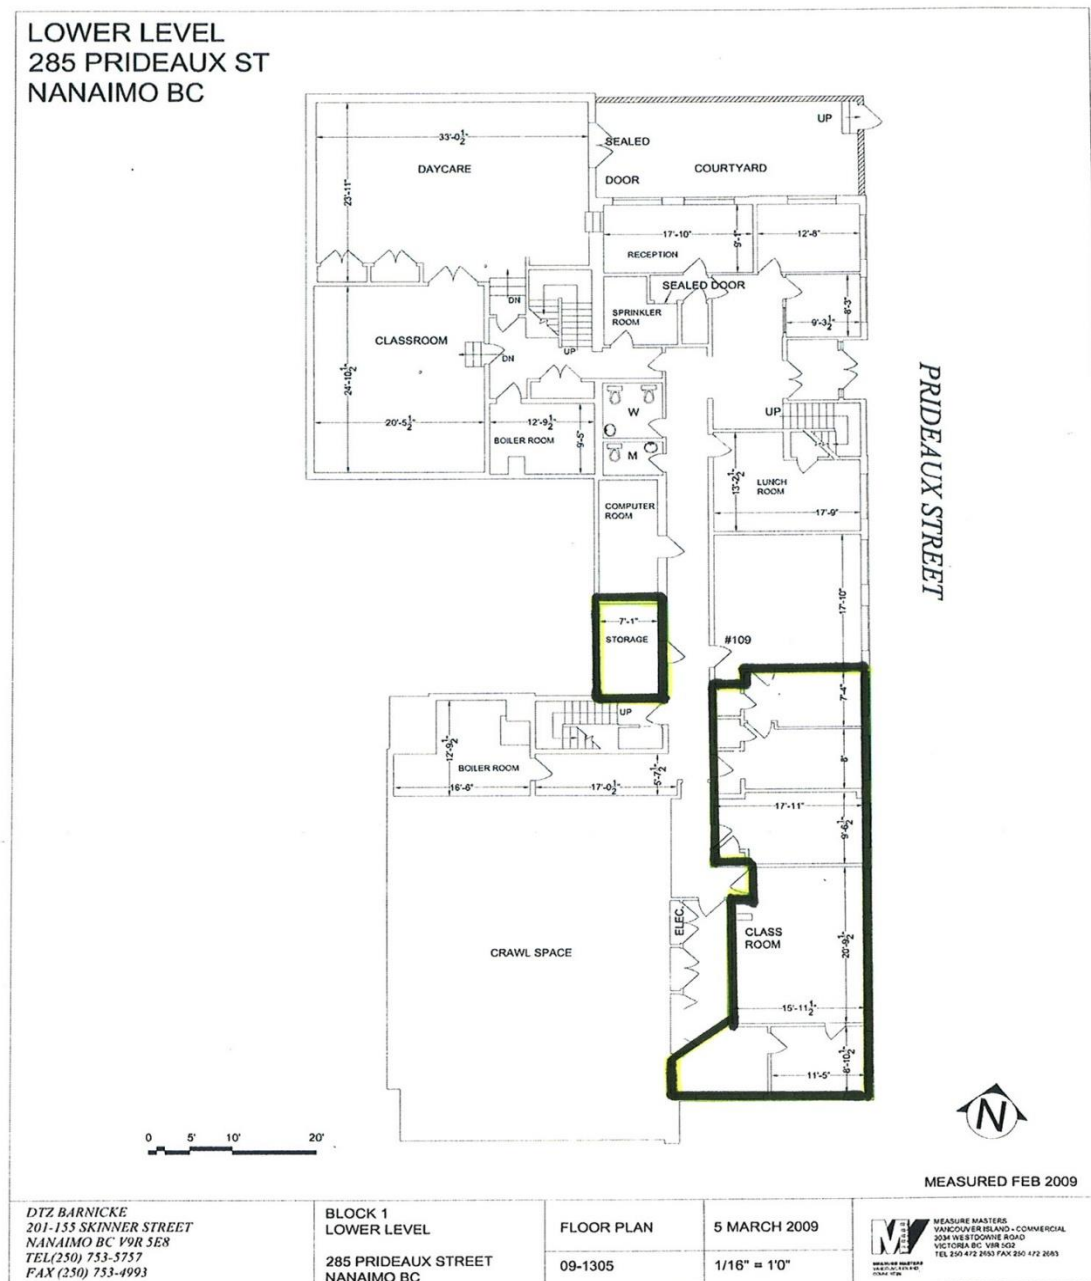 LOWER LEVEL
285 PRIDEAUX ST
NANAIMO BC
33'-0½"
DAYCARE
23'-11"
SEALED
DOOR
COURTYARD
UP
17'-10"
9'-1"
RECEPTION
12'-8"
SEALED DOOR
DN
SPRINKLER
ROOM
8'-3"
9'-3½"
CLASSROOM
DN
UP
24'-10½"
20'-5½"
12'-9½"
9'-5"
BOILER ROOM
W
M
UP
13'-2½"
LUNCH
ROOM
17'-9"
PRIDEAUX STREET
COMPUTER
ROOM
17'-10"
7'-1"
STORAGE
#109
7'-4"
UP
12'-9½"
BOILER ROOM
16'-6"
17'-0½"
5'-7½"
8'
17'-11"
9'-6½"
ELEC.
CLASS
ROOM
20'-9½"
CRAWL SPACE
15'-11½"
8'-10½"
11'-5"
N
0 5' 10' 20'
MEASURED FEB 2009
DTZ BARNICKE
201-155 SKINNER STREET
NANAIMO BC V9R 5E8
TEL(250) 753-5757
FAX (250) 753-4993
BLOCK 1
LOWER LEVEL
285 PRIDEAUX STREET
NANAIMO BC
FLOOR PLAN
09-1305
5 MARCH 2009
1/16" = 1'0"
MEASURE MASTERS
VANCOUVER ISLAND - COMMERCIAL
3034 WESTDOWNE ROAD
VICTORIA BC V8R 5G2
TEL 250 472 2653 FAX 250 472 2683
MEASURE MASTERS